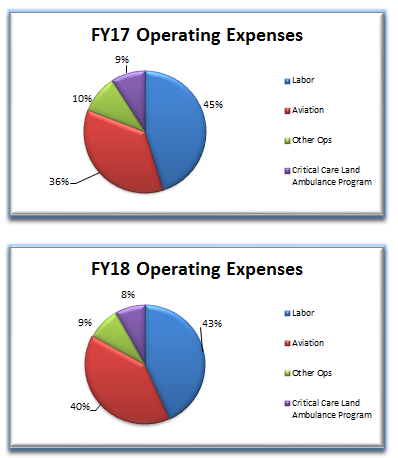 FY17 Operating Expenses
9%
10%
45%
36%
Labor
Aviation
Other Ops
Critical Care Land
Ambulance Program
FY18 Operating Expenses
8%
9%
43%
40%
Labor
Aviation
Other Ops
Critical Care Land
Ambulance Program